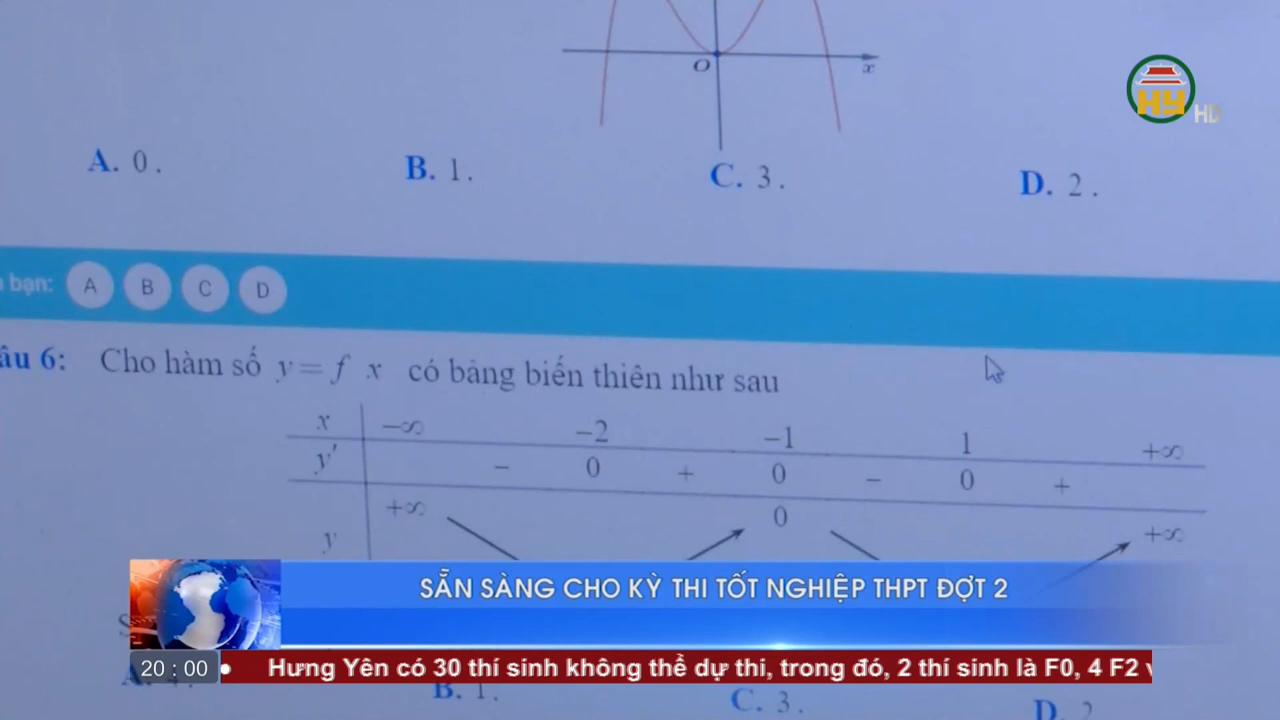 O
x
HY HD
A. 0. B. 1. C. 3. D. 2.
bạn: A B C D
âu 6: Cho hàm số y = f x có bảng biến thiên như sau
x −∞ −2 −1 1 +∞
y' − 0 + 0 − 0 +
+∞ 0 +∞
y
SẴN SÀNG CHO KỲ THI TỐT NGHIỆP THPT ĐỢT 2
20 : 00 Hưng Yên có 30 thí sinh không thể dự thi, trong đó, 2 thí sinh là F0, 4 F2
B. 1. C. 3. D.